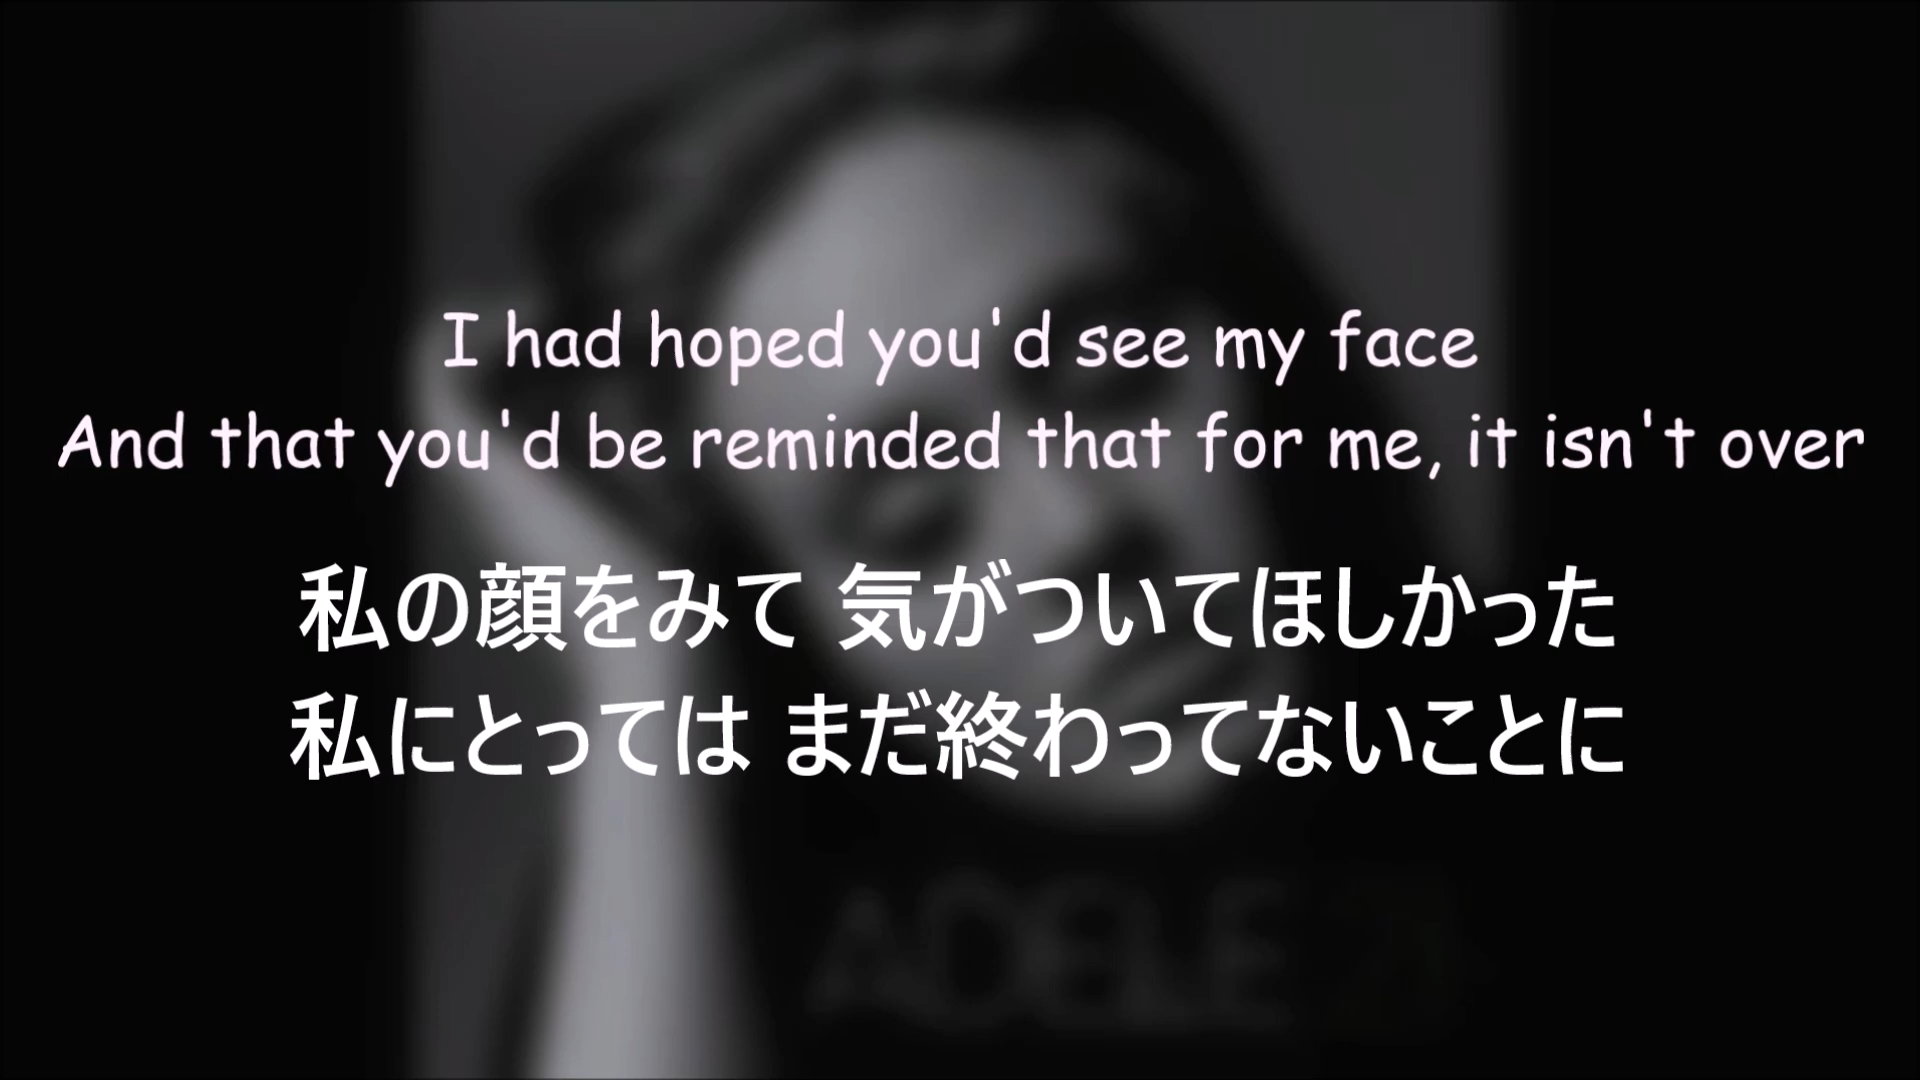 I had hoped you'd see my face
And that you'd be reminded that for me, it isn't over
私の顔をみて 気がついてほしかった
私にとっては まだ終わってないことに
ADELE